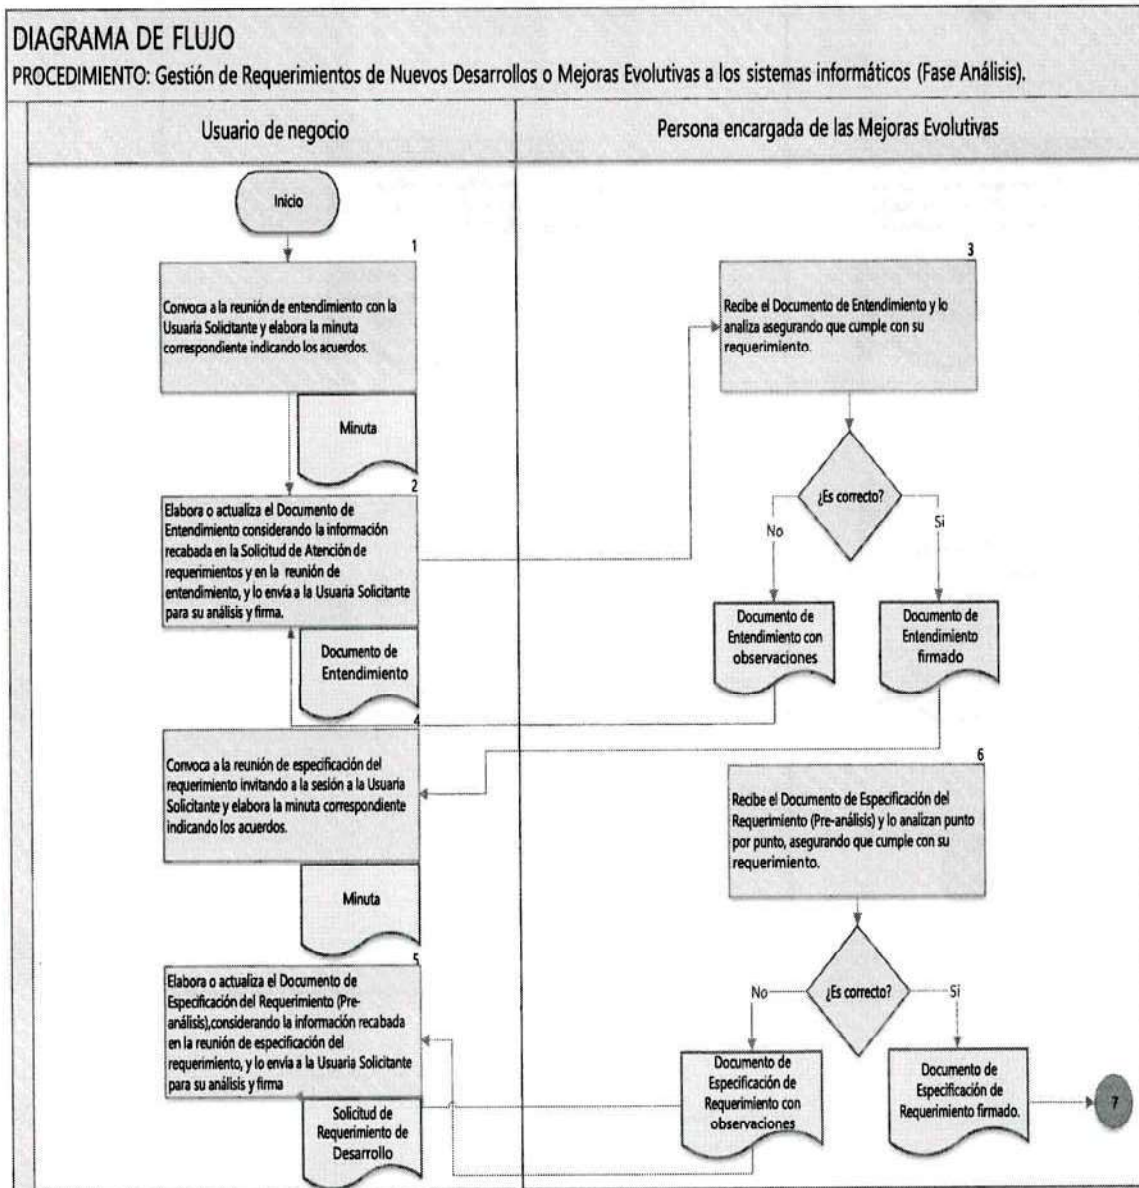 DIAGRAMA DE FLUJO
PROCEDIMIENTO: Gestión de Requerimientos de Nuevos Desarrollos o Mejoras Evolutivas a los sistemas informáticos (Fase Análisis).
Usuario de negocio
Persona encargada de las Mejoras Evolutivas
Inicio
1
Convoca a la reunión de entendimiento con la
Usuaria Solicitante y elabora la minuta
correspondiente indicando los acuerdos.
Minuta
2
Elabora o actualiza el Documento de
Entendimiento considerando la información
recabada en la Solicitud de Atención de
requerimientos y en la reunión de
entendimiento, y lo envía a la Usuaria Solicitante
para su análisis y firma.
Documento de
Entendimiento
3
Recibe el Documento de Entendimiento y lo
analiza asegurando que cumple con su
requerimiento.
¿Es correcto?
No
Si
Documento de
Entendimiento con
observaciones
Documento de
Entendimiento
firmado
4
Convoca a la reunión de especificación del
requerimiento invitando a la sesión a la Usuaria
Solicitante y elabora la minuta correspondiente
indicando los acuerdos.
Minuta
5
Elabora o actualiza el Documento de
Especificación del Requerimiento (Pre-
análisis),considerando la información recabada
en la reunión de especificación del
requerimiento, y lo envía a la Usuaria Solicitante
para su análisis y firma
Solicitud de
Requerimiento de
Desarrollo
6
Recibe el Documento de Especificación del
Requerimiento (Pre-análisis) y lo analizan punto
por punto, asegurando que cumple con su
requerimiento.
¿Es correcto?
No
Si
Documento de
Especificación de
Requerimiento con
observaciones
Documento de
Especificación de
Requerimiento firmado.
7